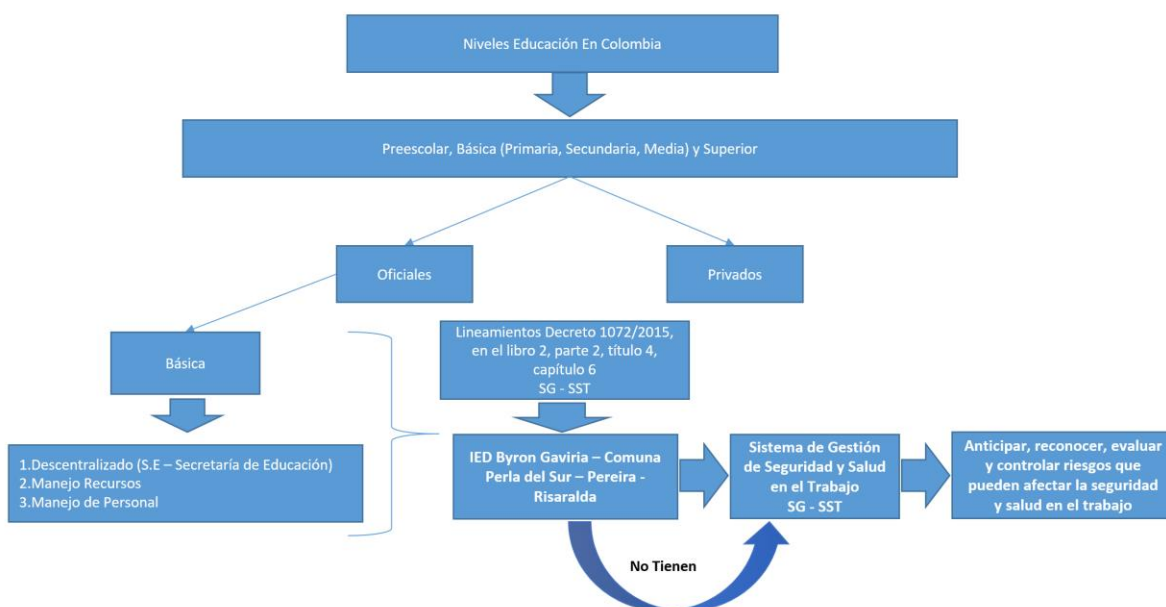 Niveles Educación En Colombia
Preescolar, Básica (Primaria, Secundaria, Media) y Superior
Oficiales
Privados
Básica
Lineamientos Decreto 1072/2015,
en el libro 2, parte 2, título 4,
capítulo 6
SG - SST
1.Descentralizado (S.E – Secretaría de Educación)
2.Manejo Recursos
3.Manejo de Personal
IED Byron Gaviria – Comuna
Perla del Sur – Pereira -
Risaralda
Sistema de Gestión
de Seguridad y Salud
en el Trabajo
SG - SST
Anticipar, reconocer, evaluar
y controlar riesgos que
pueden afectar la seguridad
y salud en el trabajo
No Tienen